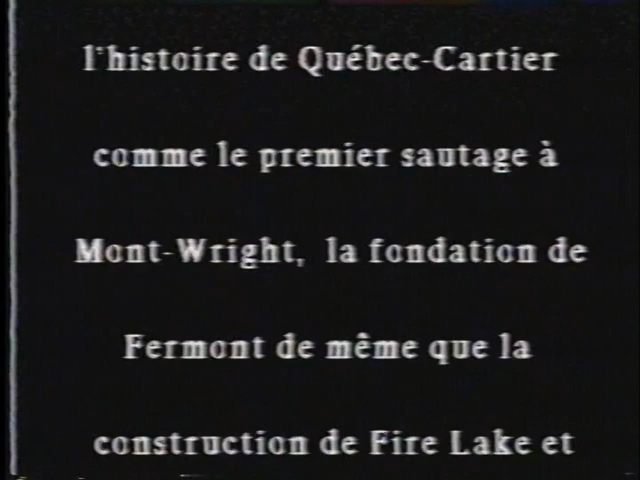 l'histoire de Québec-Cartier
comme le premier sautage à
Mont-Wright, la fondation de
Fermont de même que la
construction de Fire Lake et